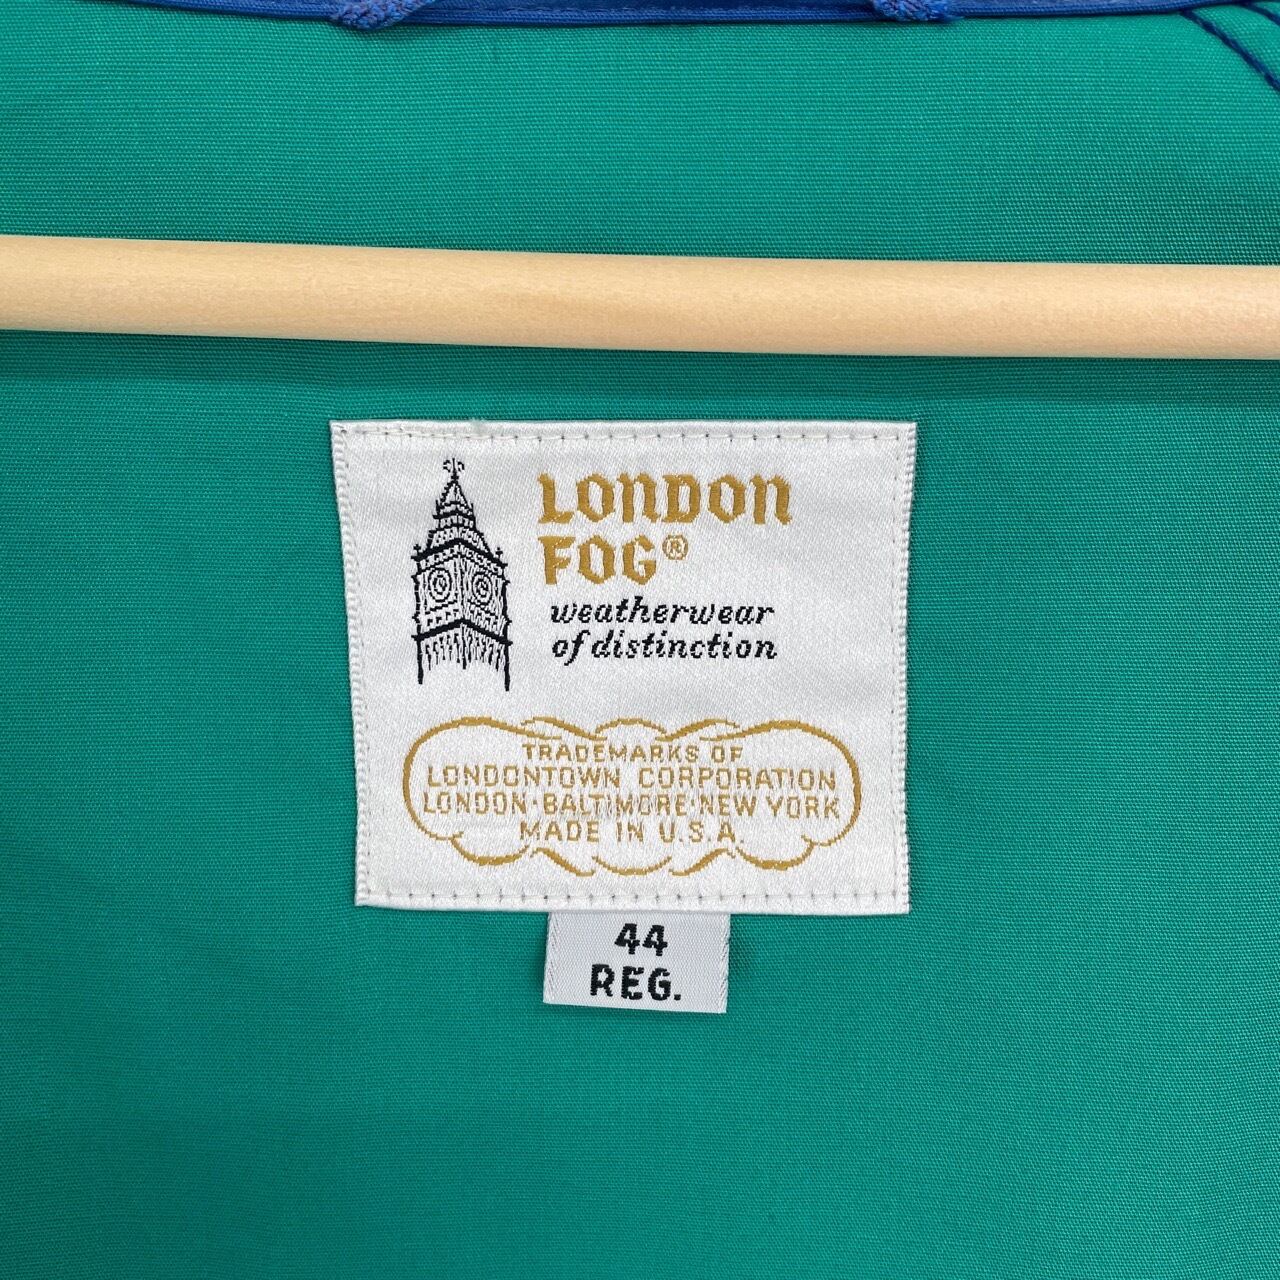 LONDON
FOG®
weatherwear
of distinction
TRADEMARKS OF
LONDONTOWN CORPORATION
LONDON·BALTIMORE·NEW YORK
MADE IN U.S.A.
44
REG.